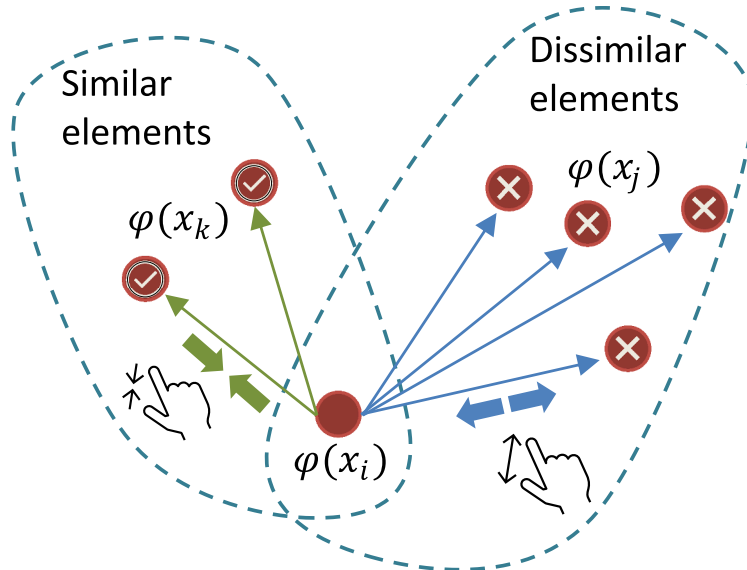 Similar
elements
Dissimilar
elements
φ(x_k)
φ(x_j)
φ(x_i)